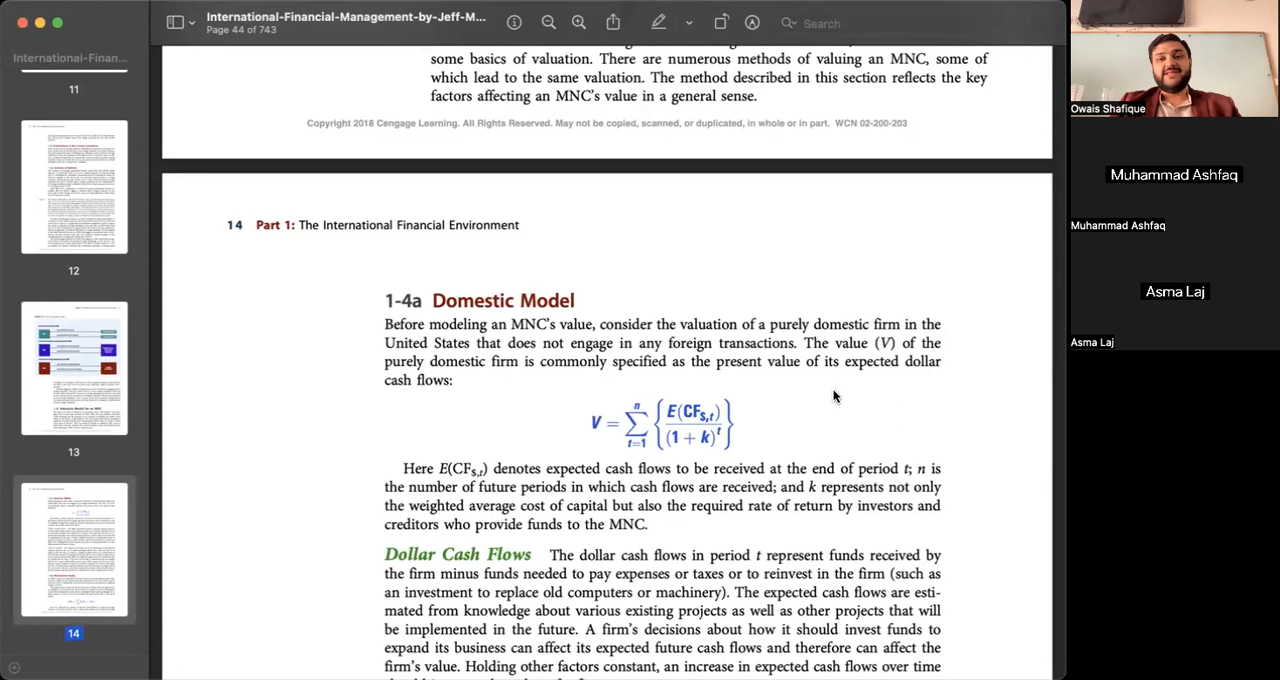 International-Financial-Management-by-Jeff-M...
Page 44 of 743
Search
International-Finan...
11
12
13
14
some basics of valuation. There are numerous methods of valuing an MNC, some of
which lead to the same valuation. The method described in this section reflects the key
factors affecting an MNC's value in a general sense.
Copyright 2018 Cengage Learning. All Rights Reserved. May not be copied, scanned, or duplicated, in whole or in part. WCN 02-200-203
14 Part 1: The International Financial Environment
1-4a Domestic Model
Before modeling an MNC's value, consider the valuation of a purely domestic firm in the
United States that does not engage in any foreign transactions. The value (V) of the
purely domestic firm is commonly specified as the present value of its expected dollar
cash flows:
V = n∑t=1 {E(CF$,t)/(1 + k)^t}
Here E(CF$,t) denotes expected cash flows to be received at the end of period t; n is
the number of future periods in which cash flows are received; and k represents not only
the weighted average cost of capital but also the required rate of return by investors and
creditors who provide funds to the MNC.
Dollar Cash Flows The dollar cash flows in period t represent funds received by
the firm minus funds needed to pay expenses or taxes or to reinvest in the firm (such as
an investment to replace old computers or machinery). The expected cash flows are esti-
mated from knowledge about various existing projects as well as other projects that will
be implemented in the future. A firm's decisions about how it should invest funds to
expand its business can affect its expected future cash flows and therefore can affect the
firm's value. Holding other factors constant, an increase in expected cash flows over time
Owais Shafique
Muhammad Ashfaq
Muhammad Ashfaq
Asma Laj
Asma Laj